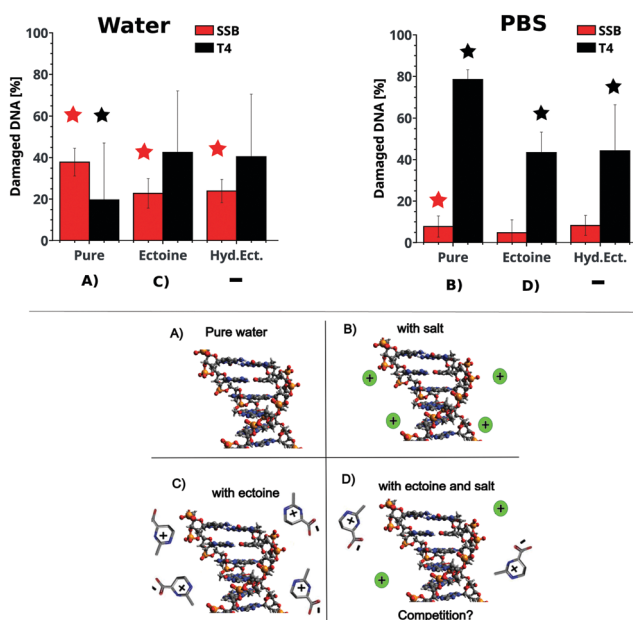 Water
SSB
T4
Damaged DNA [%]
100
80
60
40
20
0
Pure
Ectoine
Hyd.Ect.
A)
C)
-
PBS
SSB
T4
Damaged DNA [%]
100
80
60
40
20
0
Pure
Ectoine
Hyd.Ect.
B)
D)
-
A) Pure water
B) with salt
+
+
+
+
C) with ectoine
+
-
+
+
-
+
-
D) with ectoine and salt
+
-
+
+
-
+
Competition?